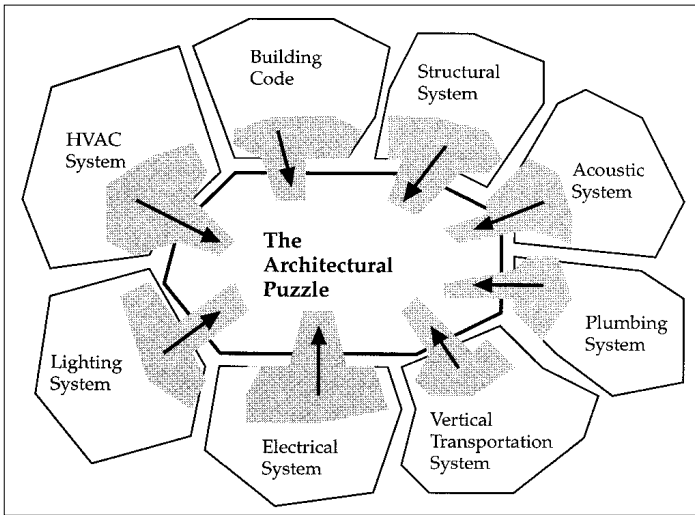 Building
Code
Structural
System
HVAC
System
Acoustic
System
The
Architectural
Puzzle
Plumbing
System
Lighting
System
Electrical
System
Vertical
Transportation
System